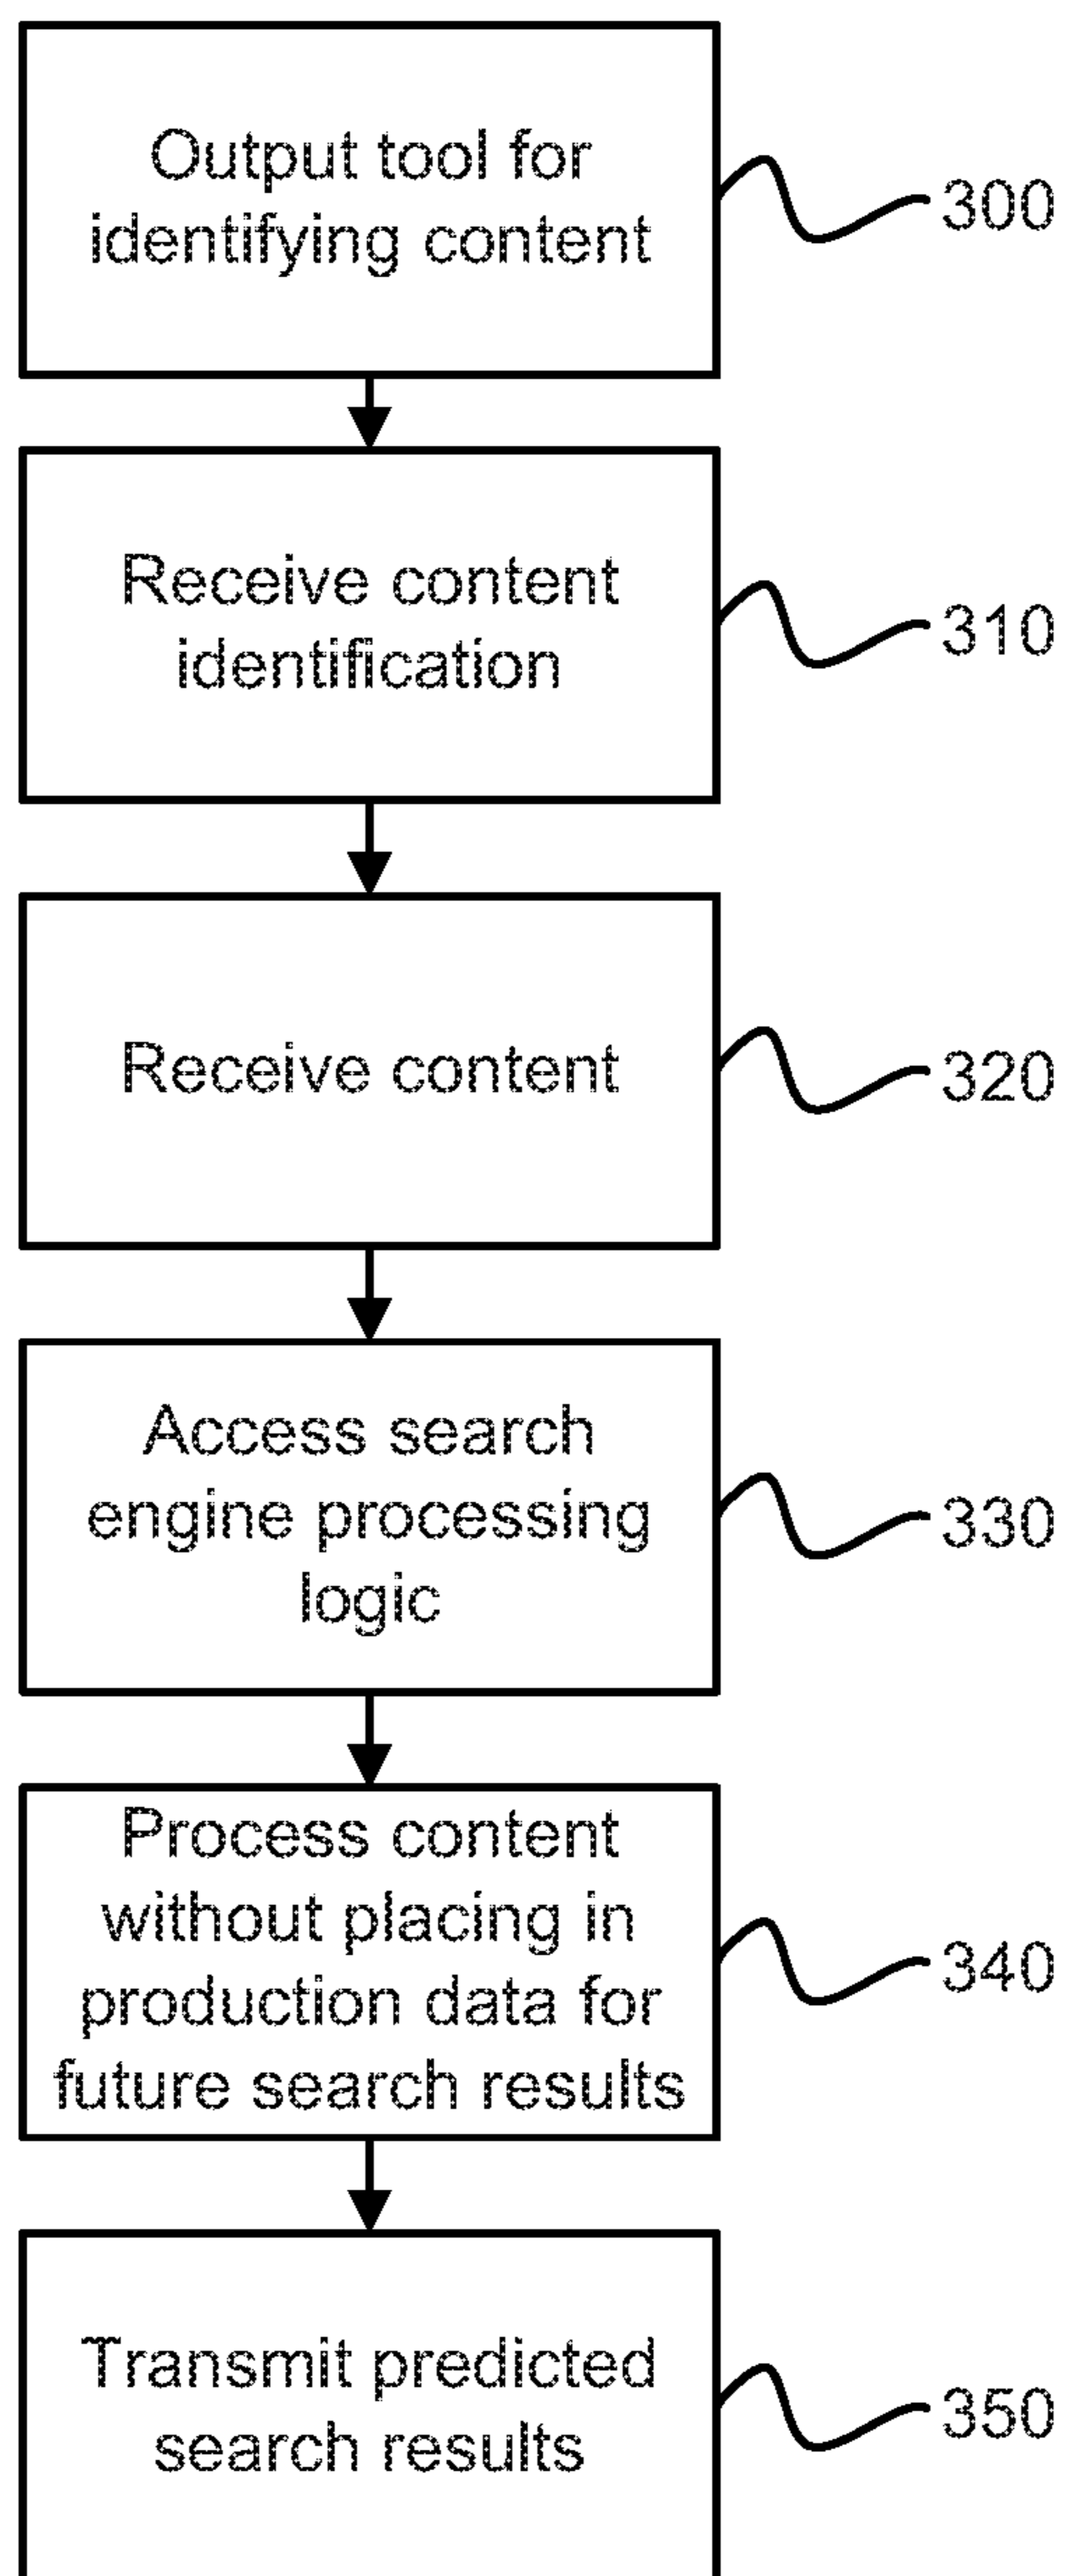 Output tool for
identifying content
300
Receive content
identification
310
Receive content
320
Access search
engine processing
logic
330
Process content
without placing in
production data for
future search results
340
Transmit predicted
search results
350